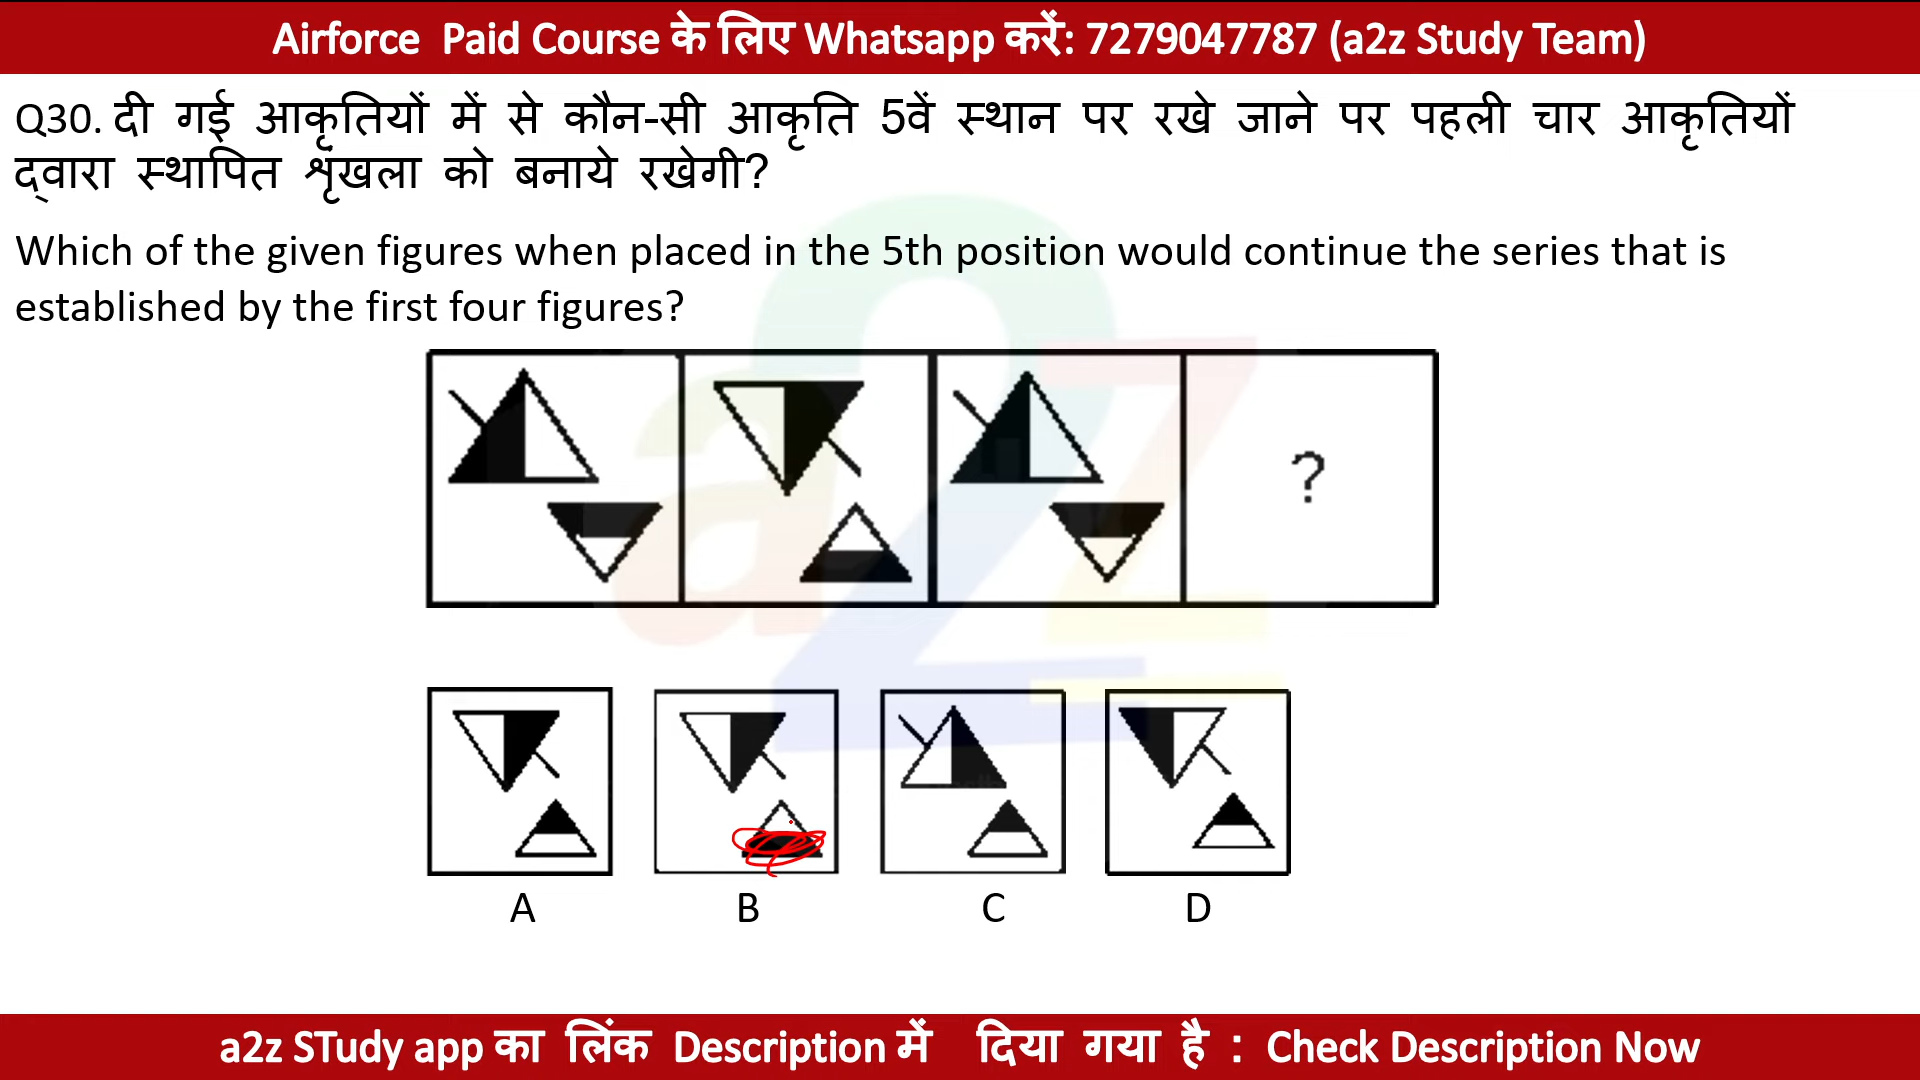 Airforce Paid Course के लिए Whatsapp करें: 7279047787 (a2z Study Team)
Q30. दी गई आकृतियों में से कौन-सी आकृति 5वें स्थान पर रखे जाने पर पहली चार आकृतियों
द्वारा स्थापित शृंखला को बनाये रखेगी?
Which of the given figures when placed in the 5th position would continue the series that is
established by the first four figures?
a2z
?
A B C D
a2z STudy app का लिंक Description में दिया गया है : Check Description Now